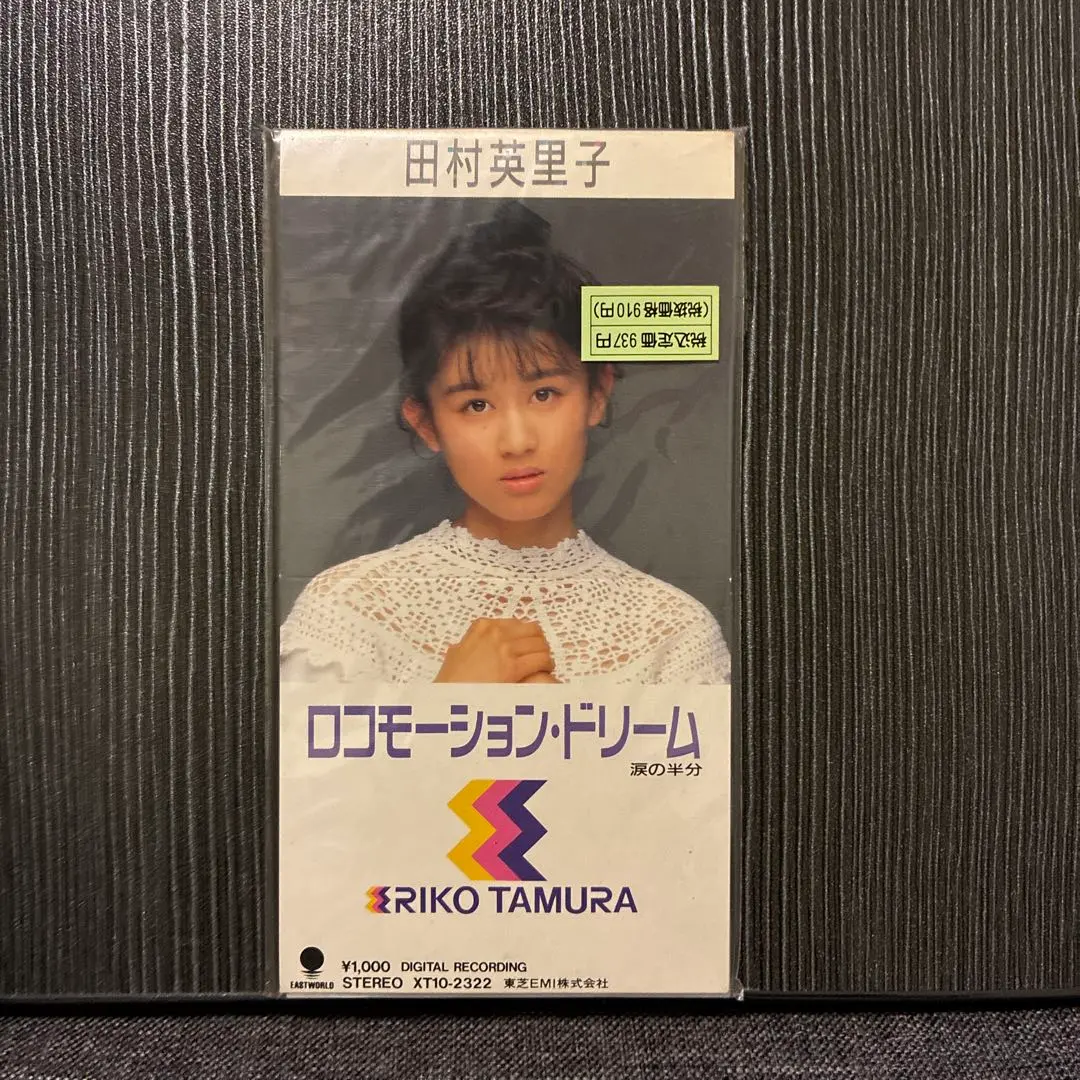 田村英里子
税込定価 937円
(税抜価格 910円)
ロコモーション・ドリーム
涙の半分
ERIKO TAMURA
EASTWORLD
¥1,000 DIGITAL RECORDING
STEREO XT10-2322 東芝EMI株式会社